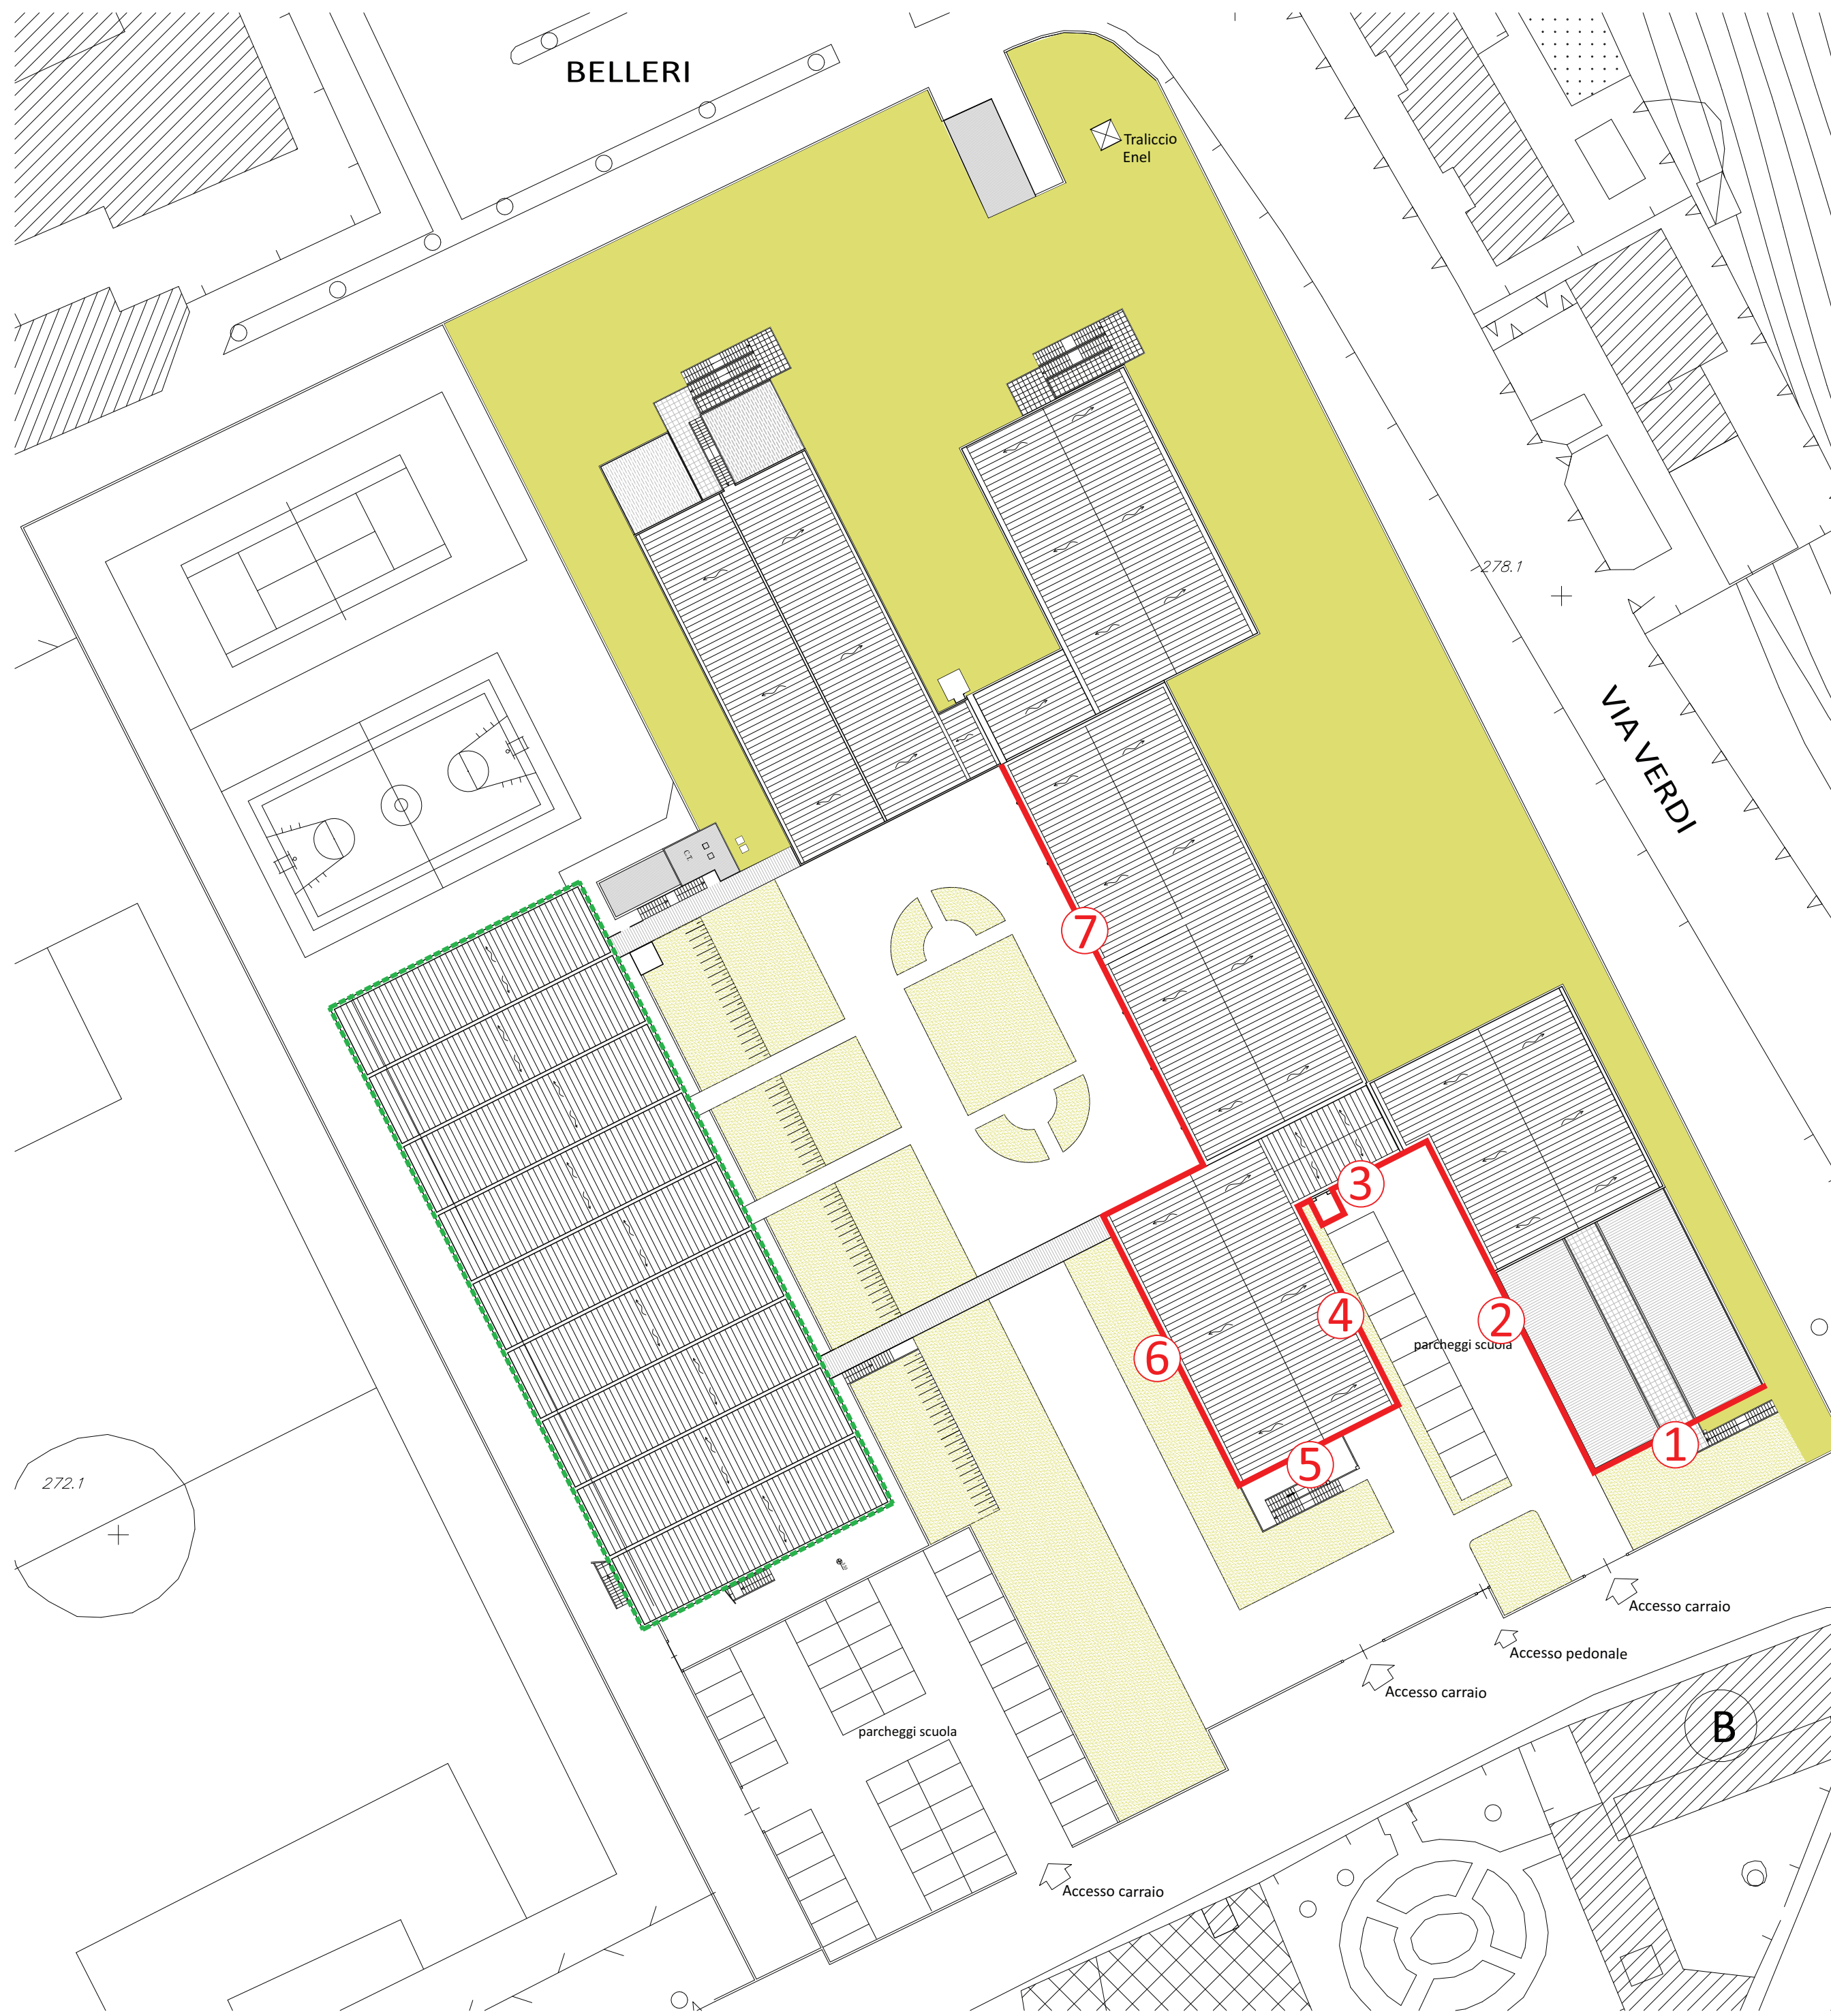 BELLERI
Traliccio
Enel
278.1
VIA VERDI
CT
7
3
4
2
parcheggi scuola
6
1
5
272.1
Accesso carraio
Accesso pedonale
Accesso carraio
B
parcheggi scuola
Accesso carraio